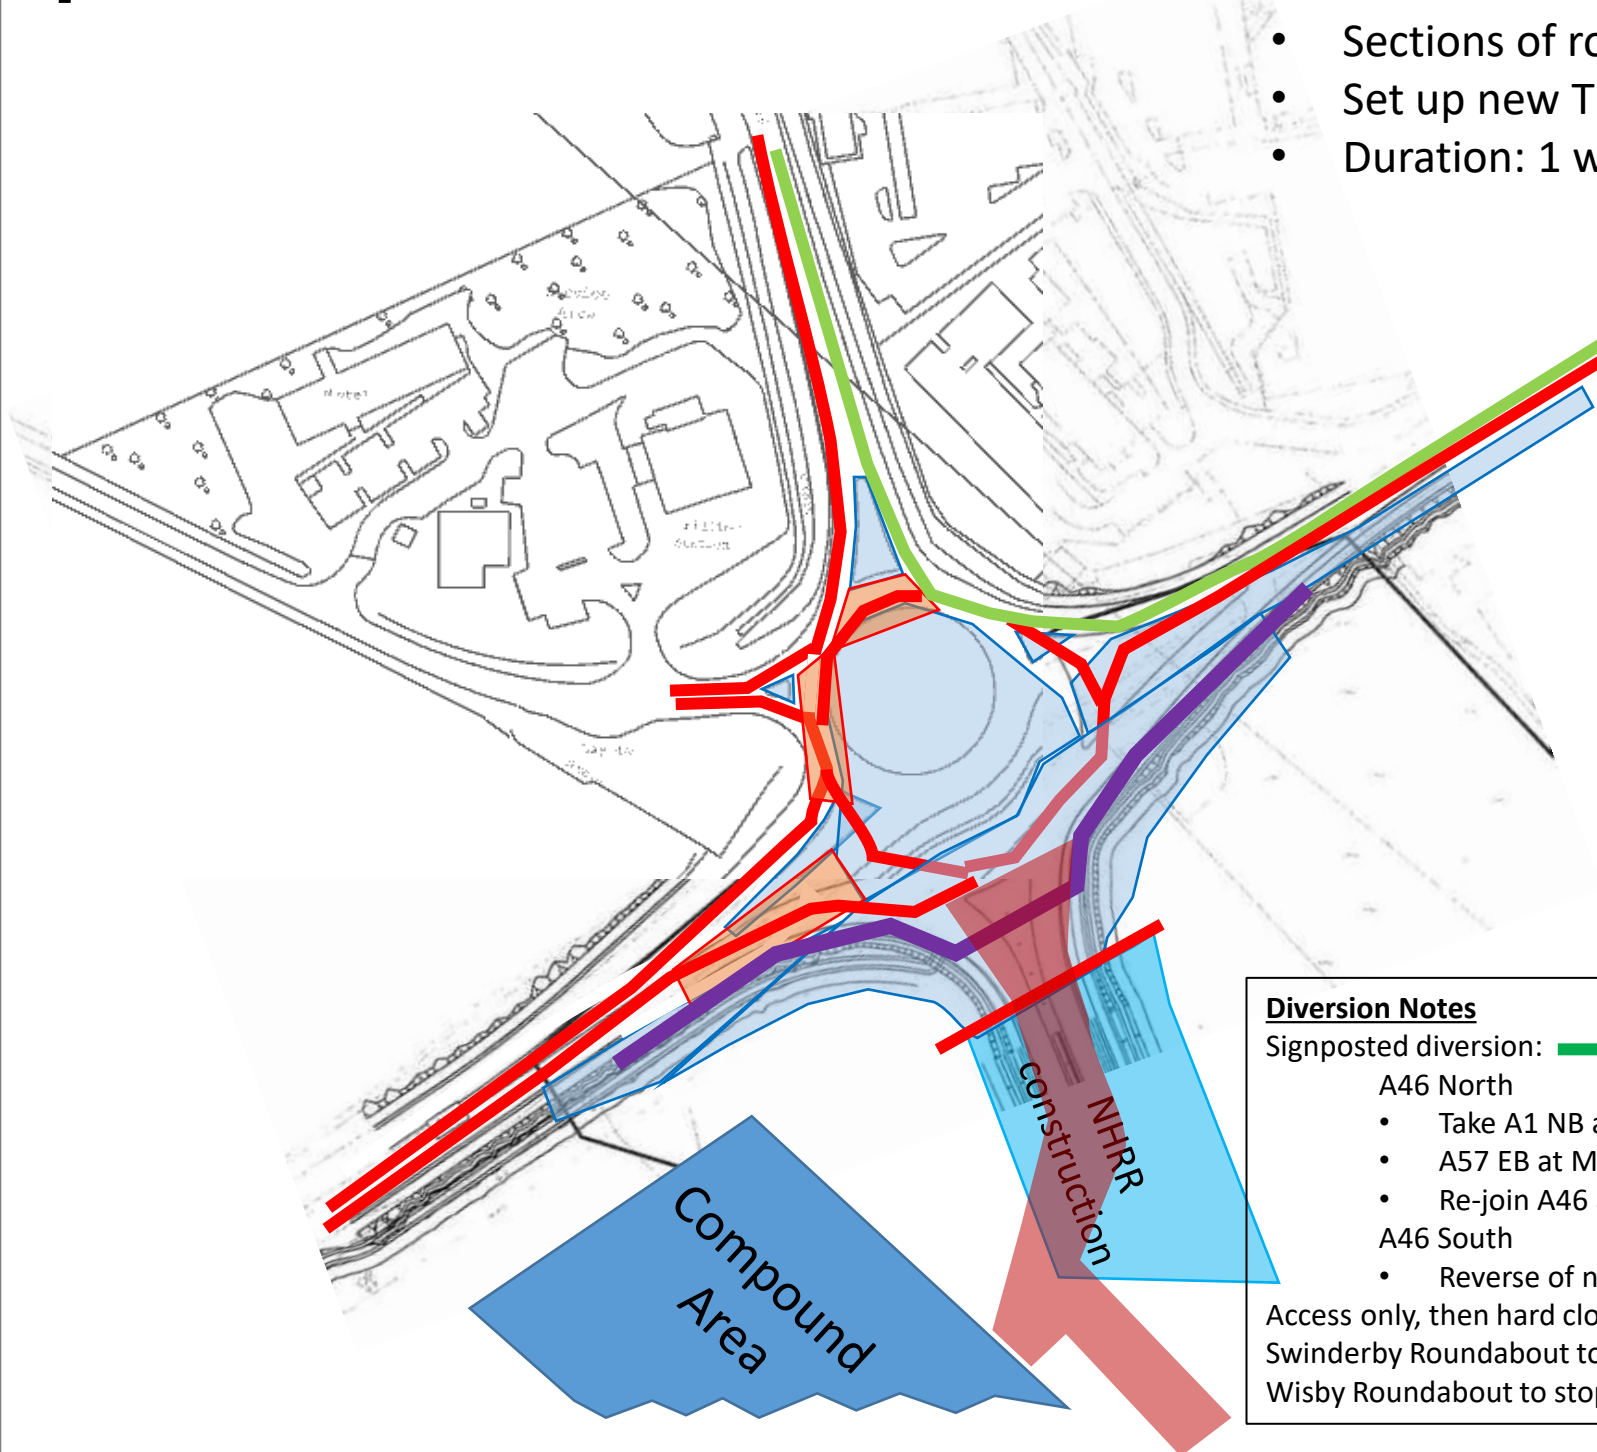 • Sections of ro
• Set up new T
• Duration: 1 w
Diversion Notes
Signposted diversion:
A46 North
• Take A1 NB a
• A57 EB at M
• Re-join A46
A46 South
• Reverse of n
Access only, then hard clo
Swinderby Roundabout to
Wisby Roundabout to stop
NHRR
construction
Compound
Area